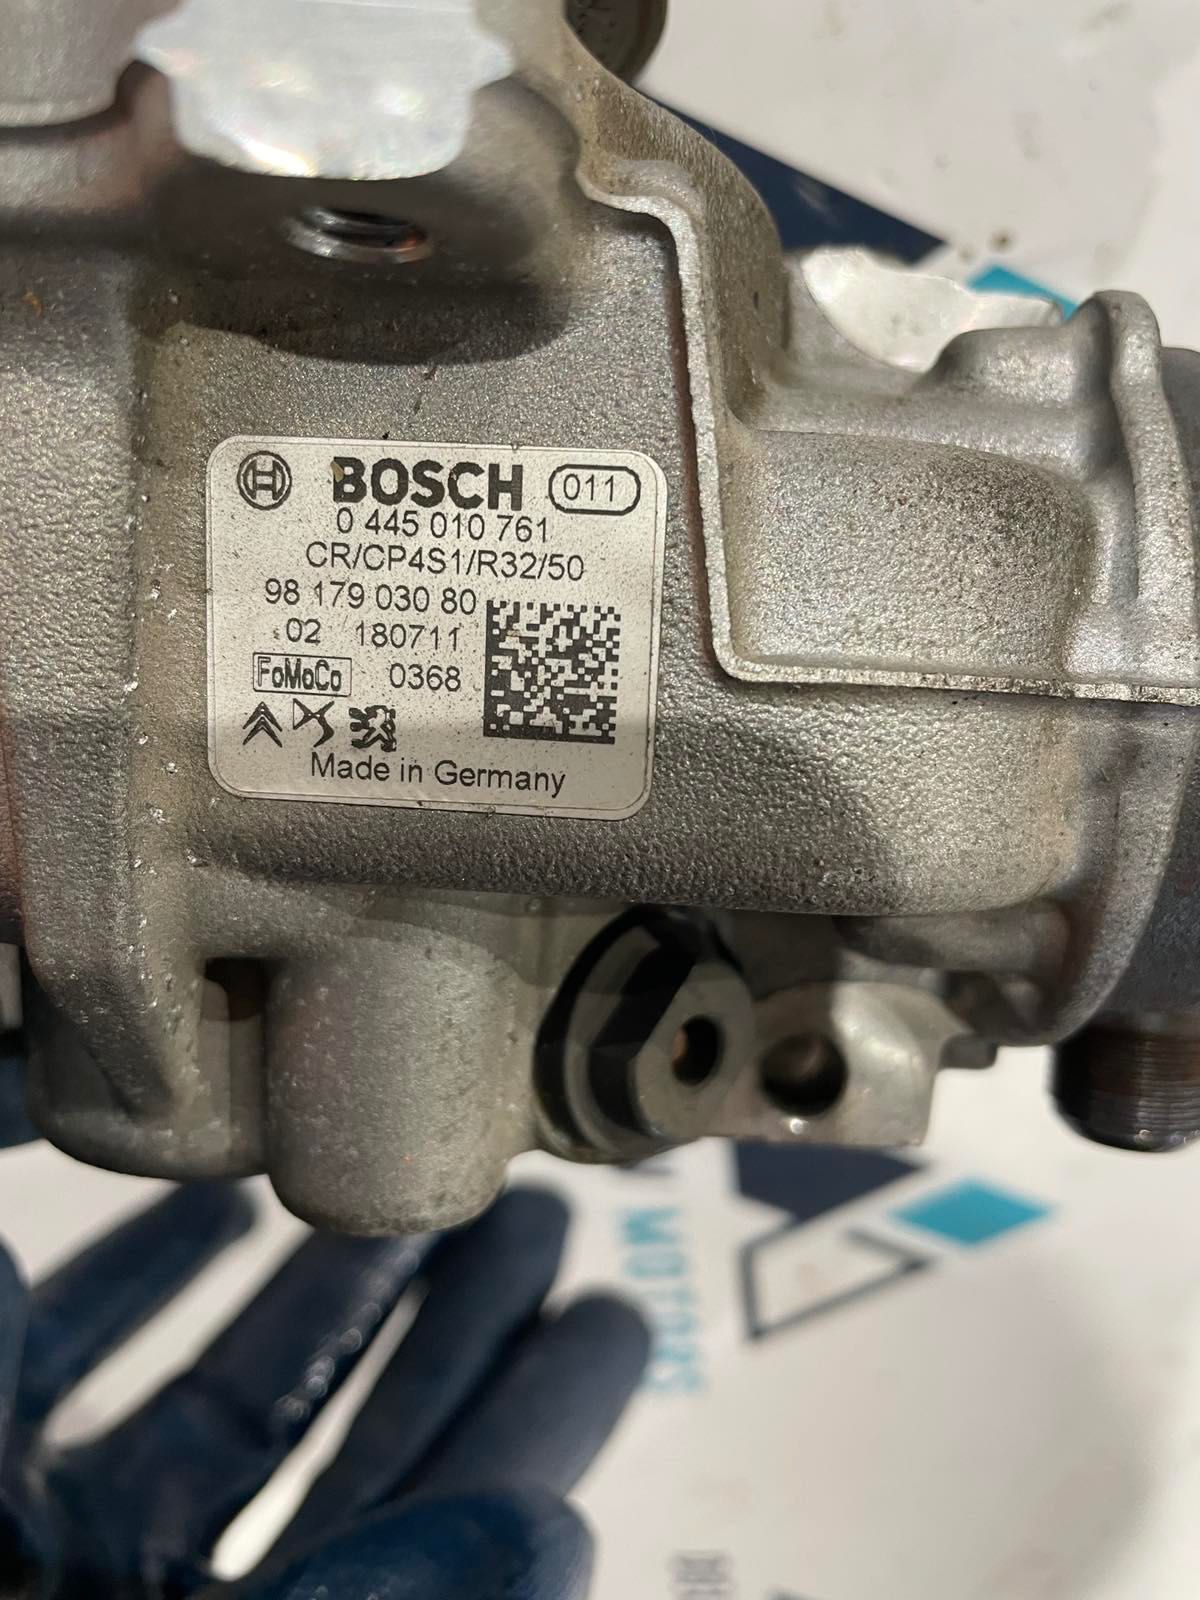 BOSCH 011
0 445 010 761
CR/CP4S1/R32/50
98 179 030 80
02 180711
FoMoCo 0368
Made in Germany
MOTORS